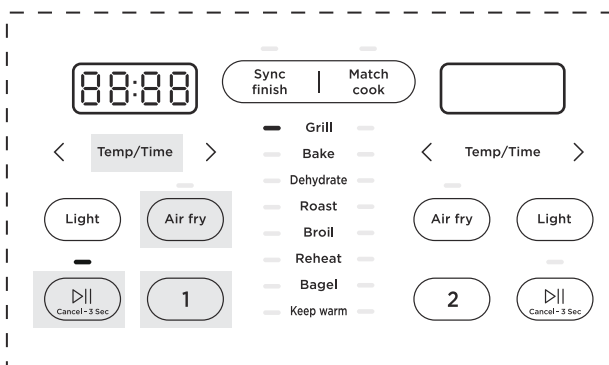 88:88
Sync
finish
Match
cook
Grill
< Temp/Time >
Bake
< Temp/Time >
Dehydrate
Light
Air fry
Roast
Air fry
Light
Broil
Reheat
Cancel - 3 Sec
1
Bagel
2
Cancel - 3 Sec
Keep warm